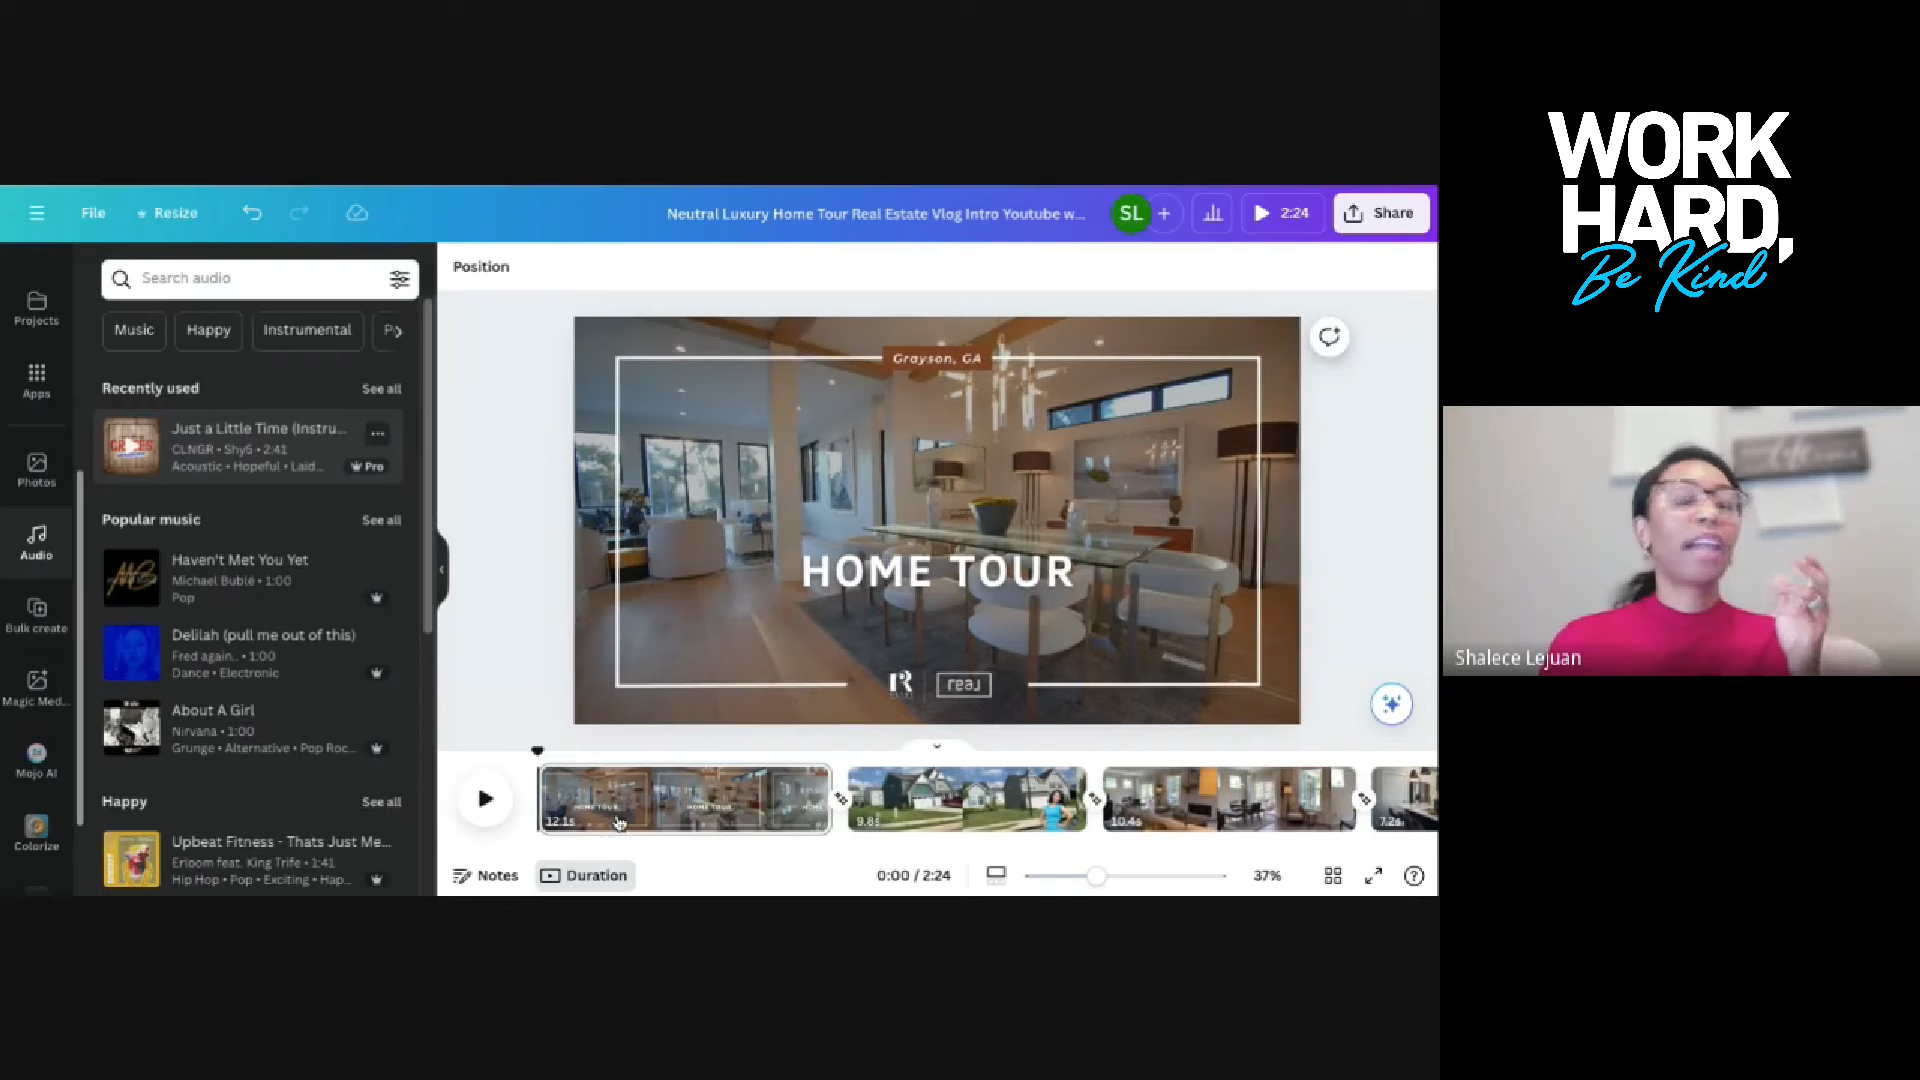 WORK
HARD,
Be Kind
File
Resize
Neutral Luxury Home Tour Real Estate Vlog Intro Youtube w...
SL
2:24
Share
Projects
Apps
Photos
Audio
Bulk create
Magic Med...
Mojo AI
Colorize
Search audio
Music
Happy
Instrumental
Recently used
See all
Just a Little Time (Instru...
CLNGR • Shy5 • 2:41
Acoustic • Hopeful • Laid...
Pro
Popular music
See all
Haven't Met You Yet
Michael Bublé • 1:00
Pop
Delilah (pull me out of this)
Fred again.. • 1:00
Dance • Electronic
About A Girl
Nirvana • 1:00
Grunge • Alternative • Pop Roc...
Happy
See all
Upbeat Fitness - Thats Just Me...
Erloom feat. King Trife • 1:41
Hip Hop • Pop • Exciting • Hap...
Position
Grayson, GA
HOME TOUR
R
real
HOME TOUR
HOME TOUR
12.1s
9.8s
10.4s
7.2s
Notes
Duration
0:00 / 2:24
37%
Shalece Lejuan